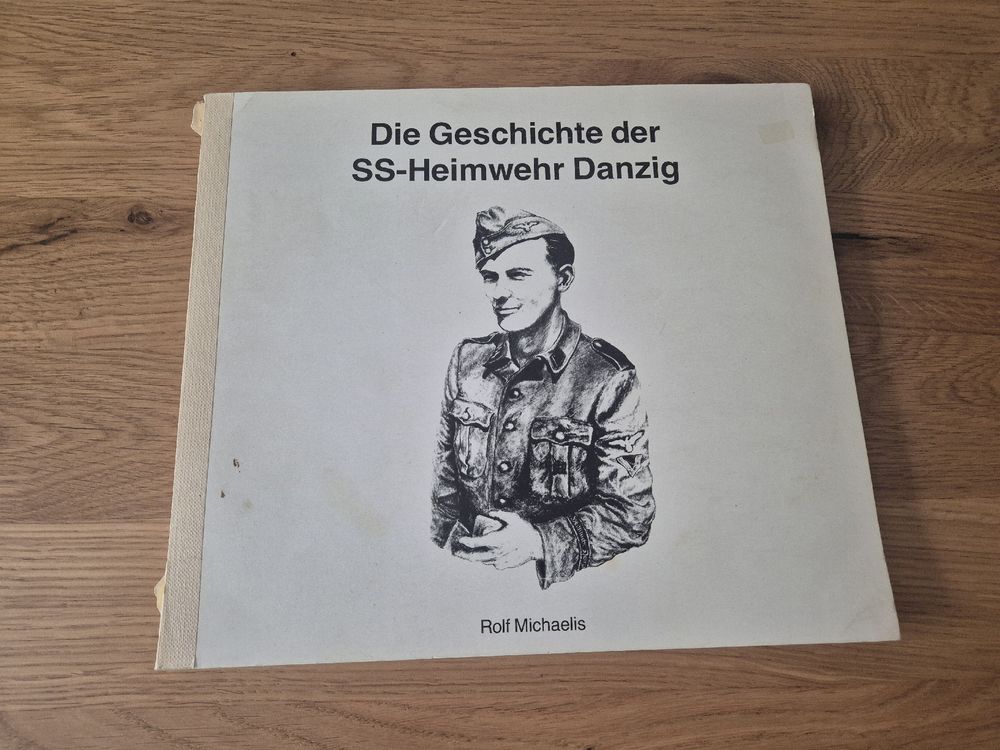 Die Geschichte der
SS-Heimwehr Danzig
Rolf Michaelis